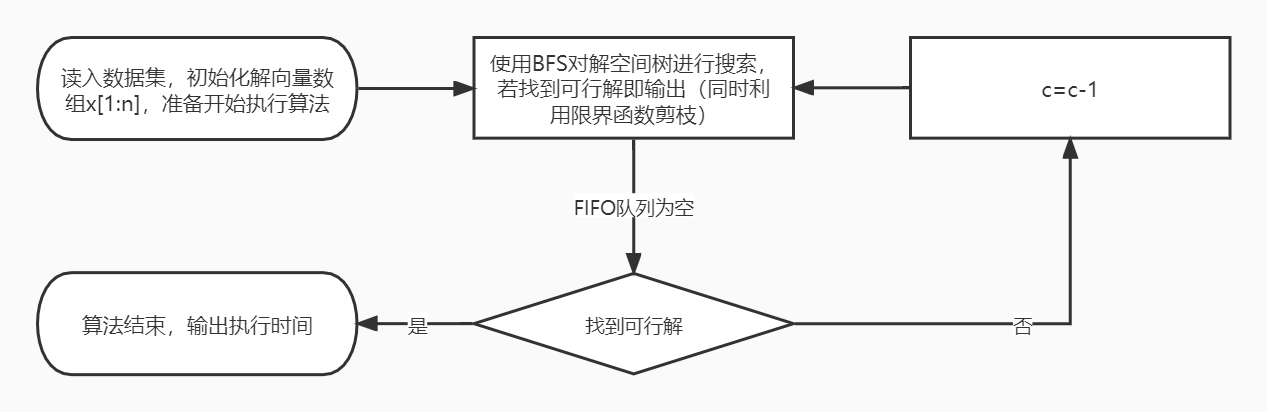 读入数据集，初始化解向量数
组x[1:n]，准备开始执行算法
使用BFS对解空间树进行搜索，
若找到可行解即输出（同时利
用限界函数剪枝）
c=c-1
FIFO队列为空
算法结束，输出执行时间
是
找到可行解
否